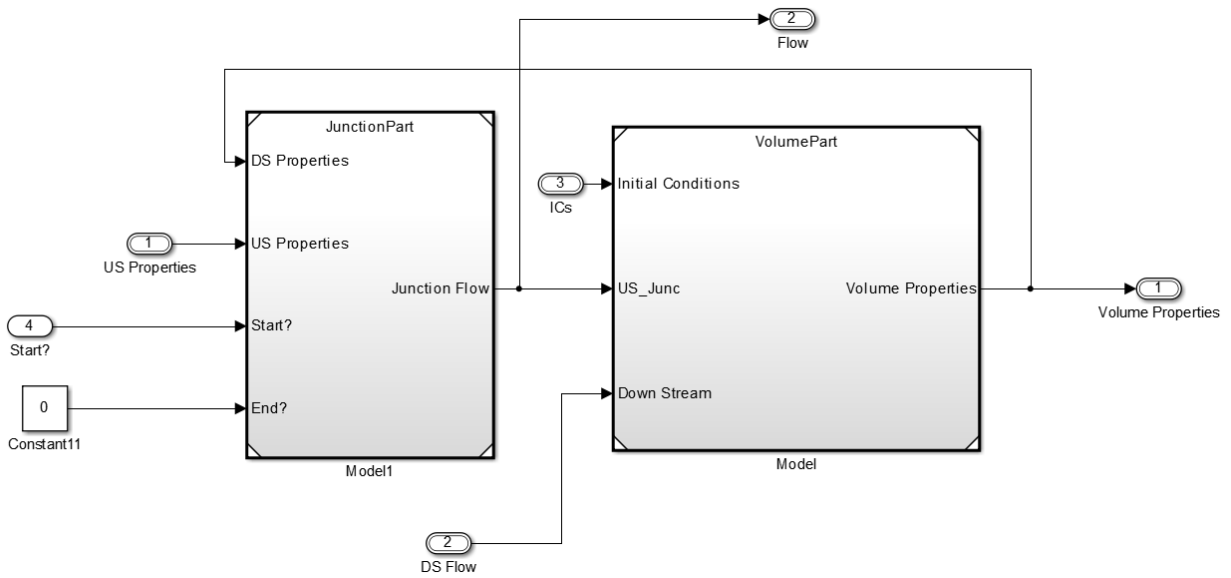 2
Flow
JunctionPart
DS Properties
1
US Properties
US Properties
4
Start?
Start?
0
Constant11
End?
Junction Flow
Model1
VolumePart
3
ICs
Initial Conditions
US_Junc
Volume Properties
Down Stream
Model
1
Volume Properties
2
DS Flow